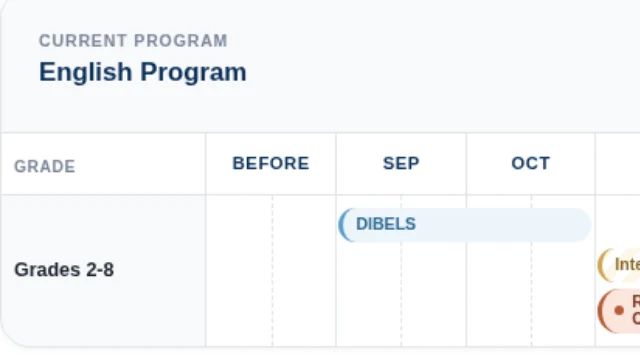 CURRENT PROGRAM
English Program
GRADE
BEFORE
SEP
OCT
DIBELS
Grades 2-8